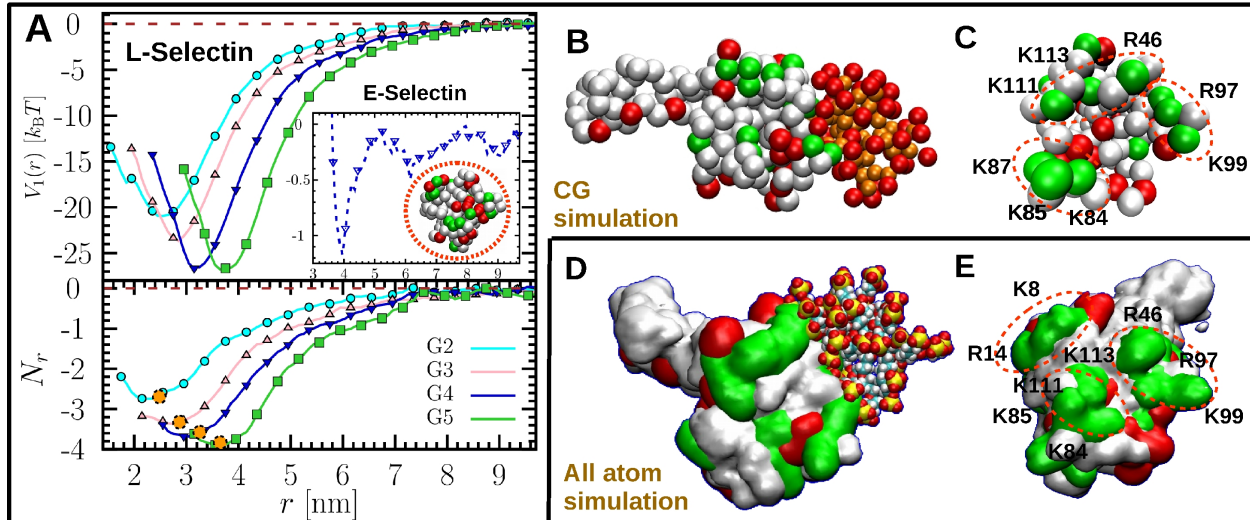 A
L-Selectin
V₁(r) [k_BT]
0
-5
-10
-15
-20
-25
E-Selectin
0
-0.5
-1
3 4 5 6 7 8 9
0
-1
-2
-3
-4
N_r
G2
G3
G4
G5
2 3 4 5 6 7 8 9
r [nm]
B
CG
simulation
C
K113
R46
K111
R97
K87
K99
K85
K84
D
All atom
simulation
E
K8
R46
R14
K113
R97
K111
K85
K99
K84